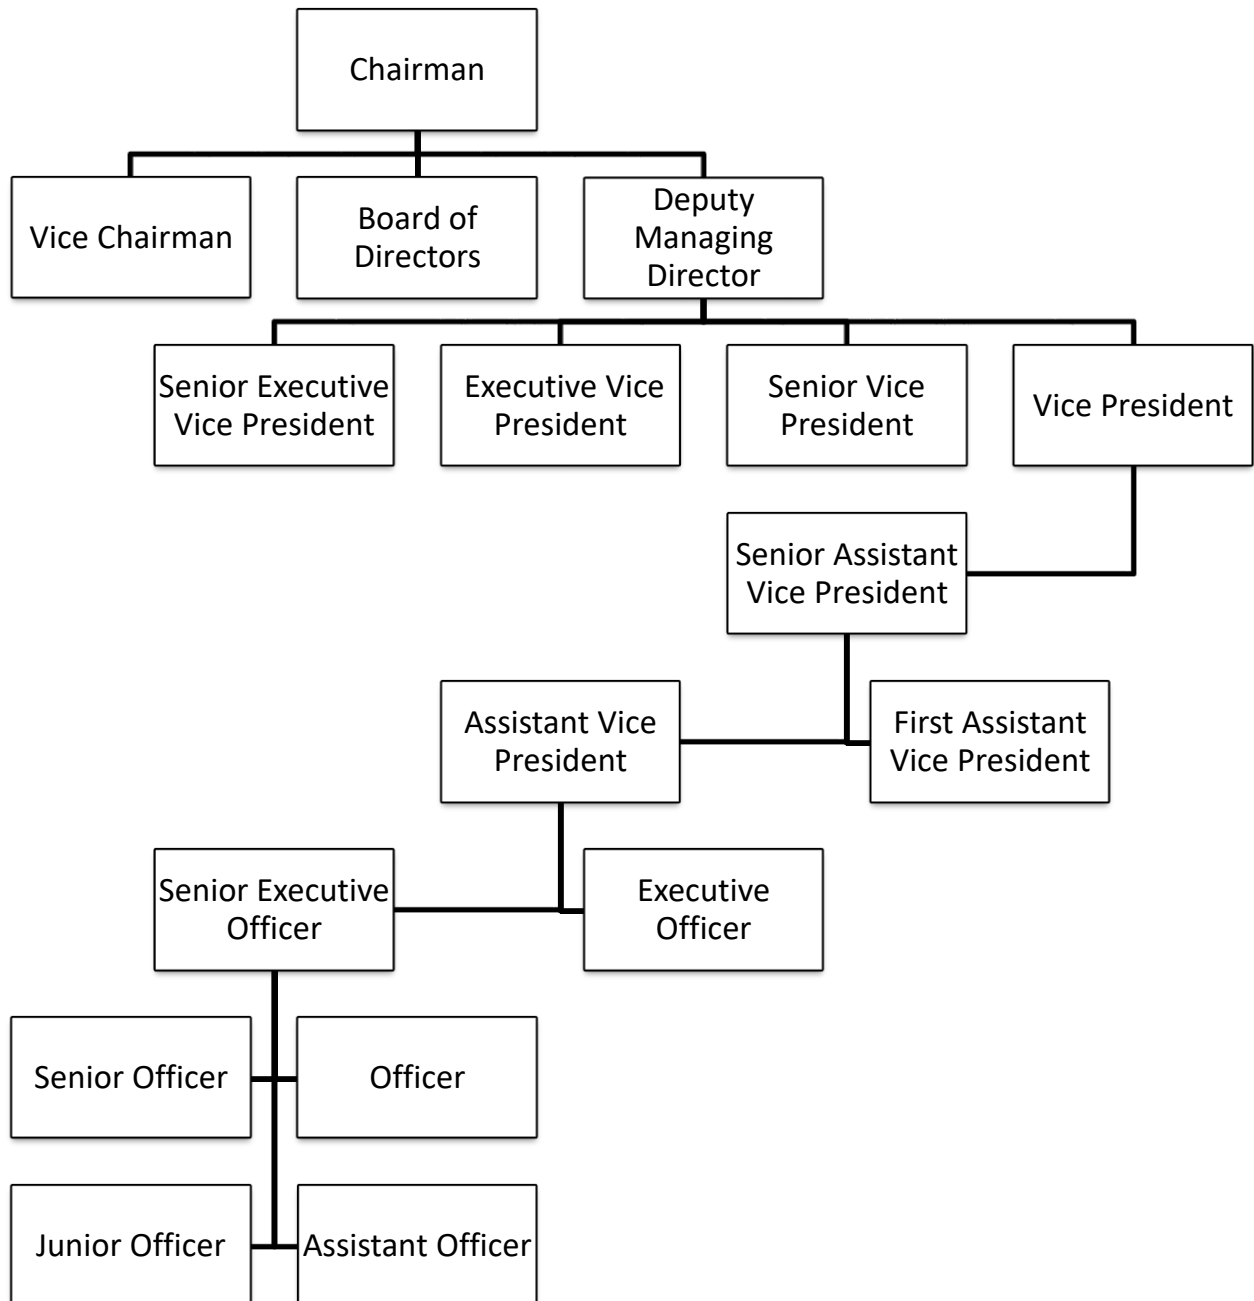 Chairman
Vice Chairman
Board of
Directors
Deputy
Managing
Director
Senior Executive
Vice President
Executive Vice
President
Senior Vice
President
Vice President
Senior Assistant
Vice President
Assistant Vice
President
First Assistant
Vice President
Senior Executive
Officer
Executive
Officer
Senior Officer
Officer
Junior Officer
Assistant Officer